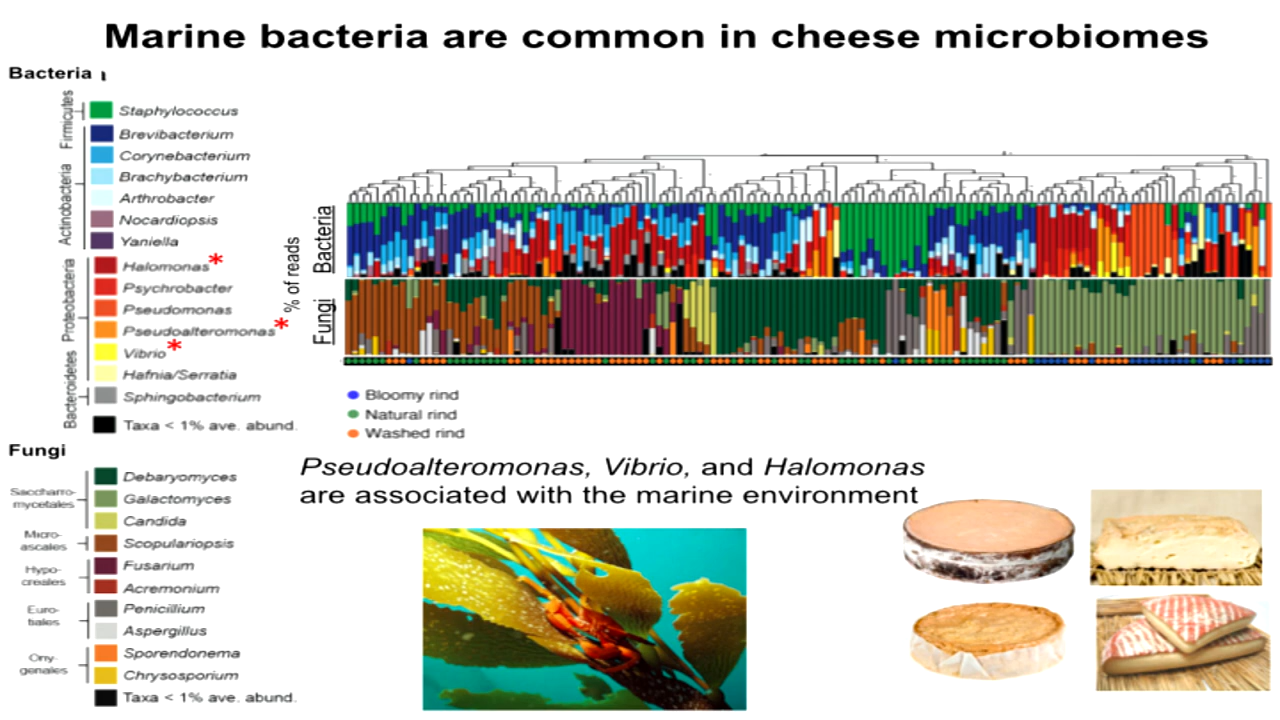 Marine bacteria are common in cheese microbiomes
Bacteria
Firmicutes
Staphylococcus
Actinobacteria
Brevibacterium
Corynebacterium
Brachybacterium
Arthrobacter
Nocardiopsis
Yaniella
Proteobacteria
Halomonas*
Psychrobacter
Pseudomonas
Pseudoalteromonas*
Vibrio*
Hafnia/Serratia
Bacteroidetes
Sphingobacterium
Taxa < 1% ave. abund.
% of reads
Bacteria
Fungi
Bloomy rind
Natural rind
Washed rind
Fungi
Saccharro-
mycetales
Debaryomyces
Galactomyces
Candida
Micro-
ascales
Scopulariopsis
Hypo-
creales
Fusarium
Acremonium
Euro-
tiales
Penicillium
Aspergillus
Ony-
genales
Sporendonema
Chrysosporium
Taxa < 1% ave. abund.
Pseudoalteromonas, Vibrio, and Halomonas
are associated with the marine environment